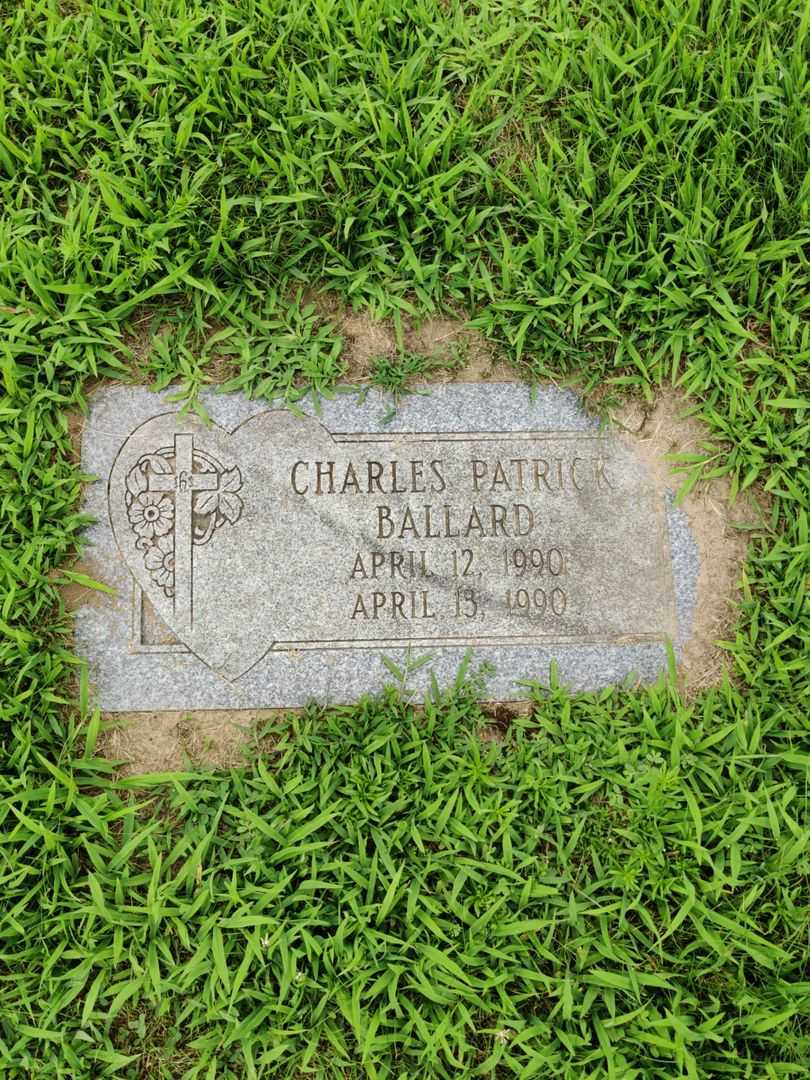 CHARLES PATRICK
BALLARD
APRIL 12, 1990
APRIL 13, 1990